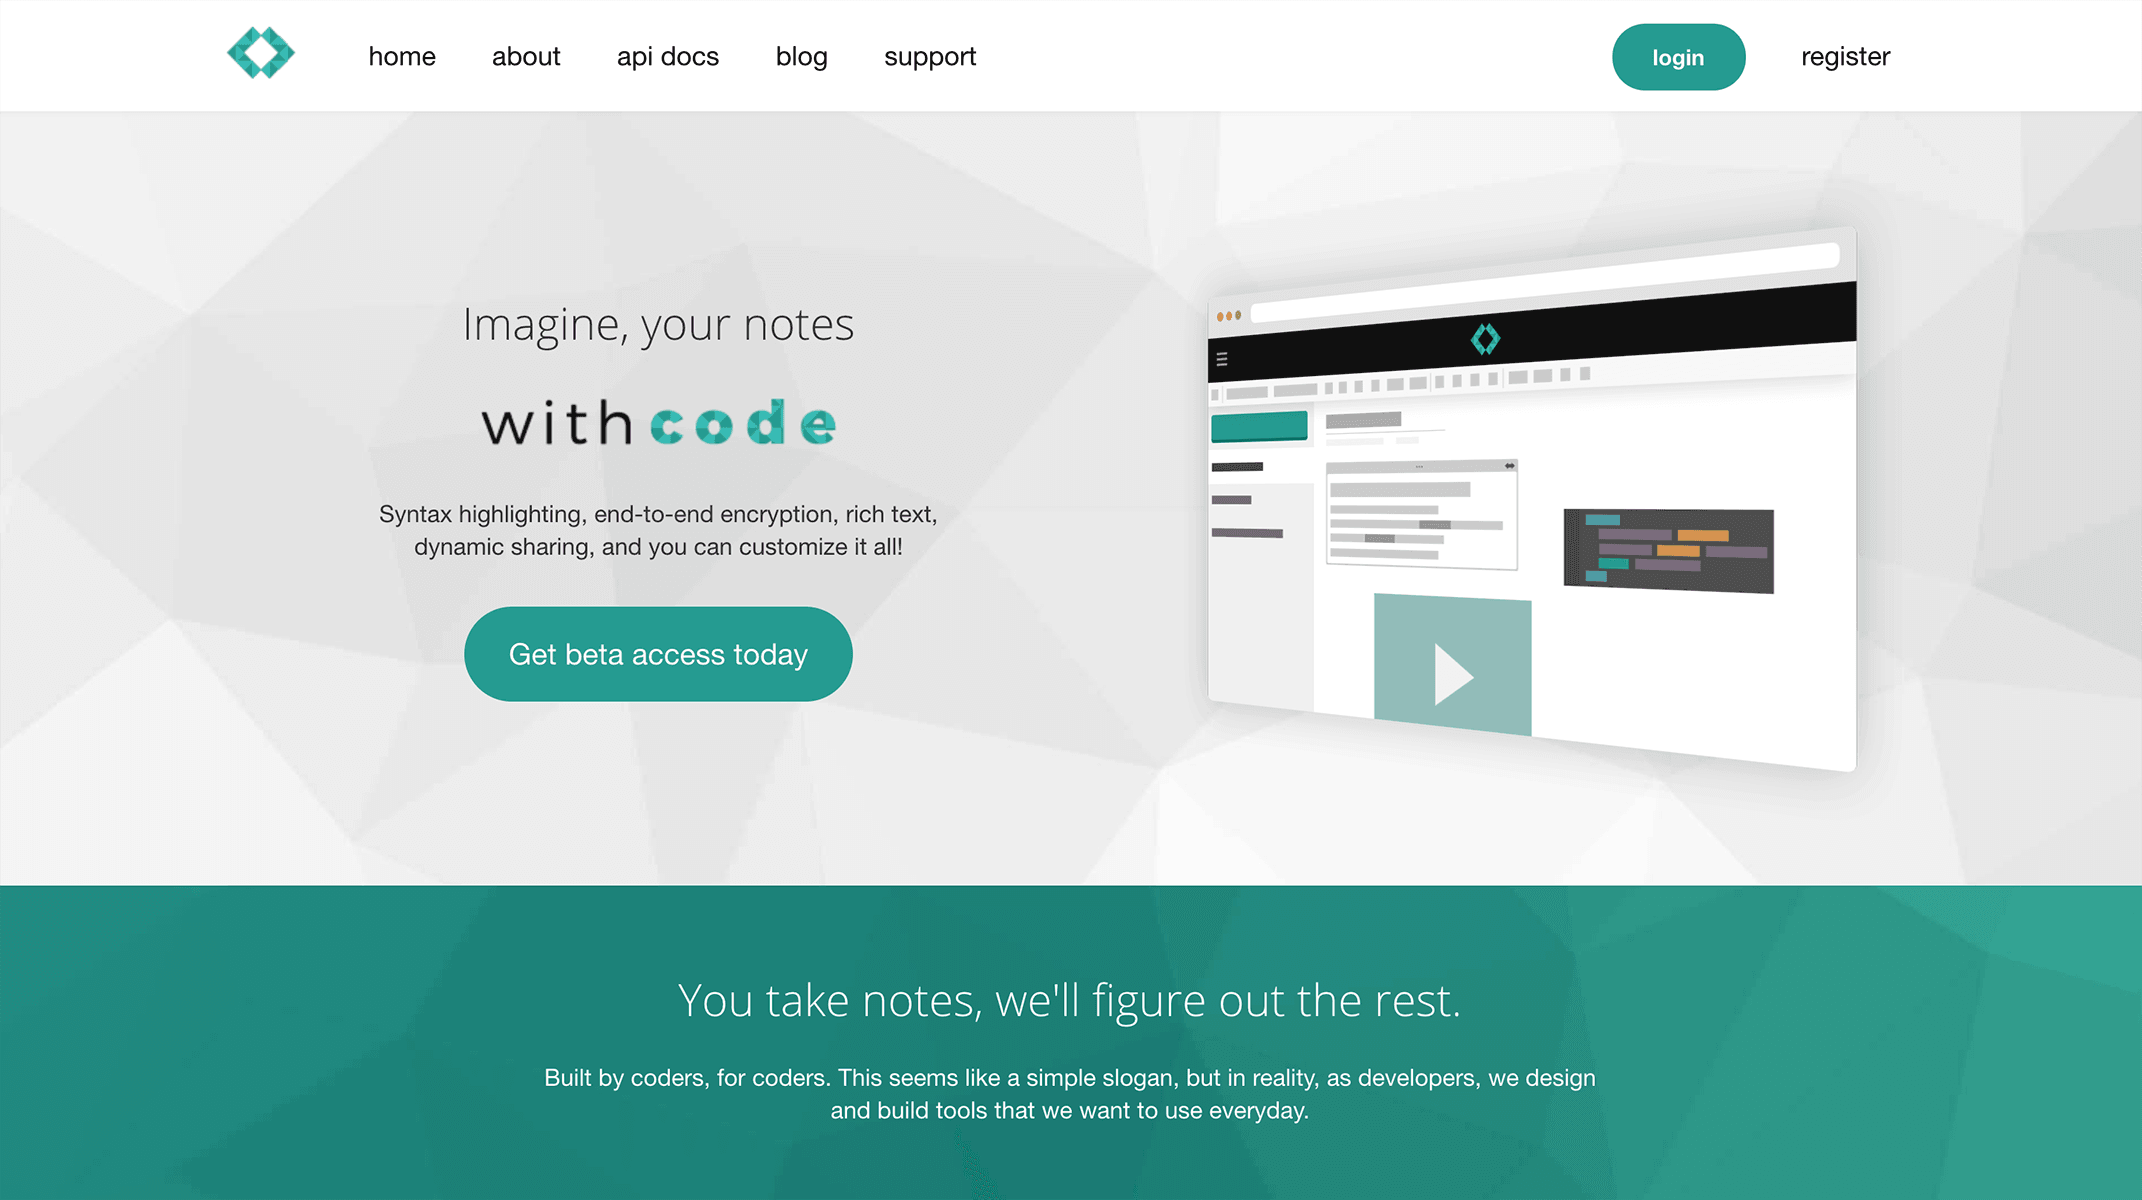 home about api docs blog support login register
Imagine, your notes
with code
Syntax highlighting, end-to-end encryption, rich text,
dynamic sharing, and you can customize it all!
Get beta access today
You take notes, we'll figure out the rest.
Built by coders, for coders. This seems like a simple slogan, but in reality, as developers, we design
and build tools that we want to use everyday.